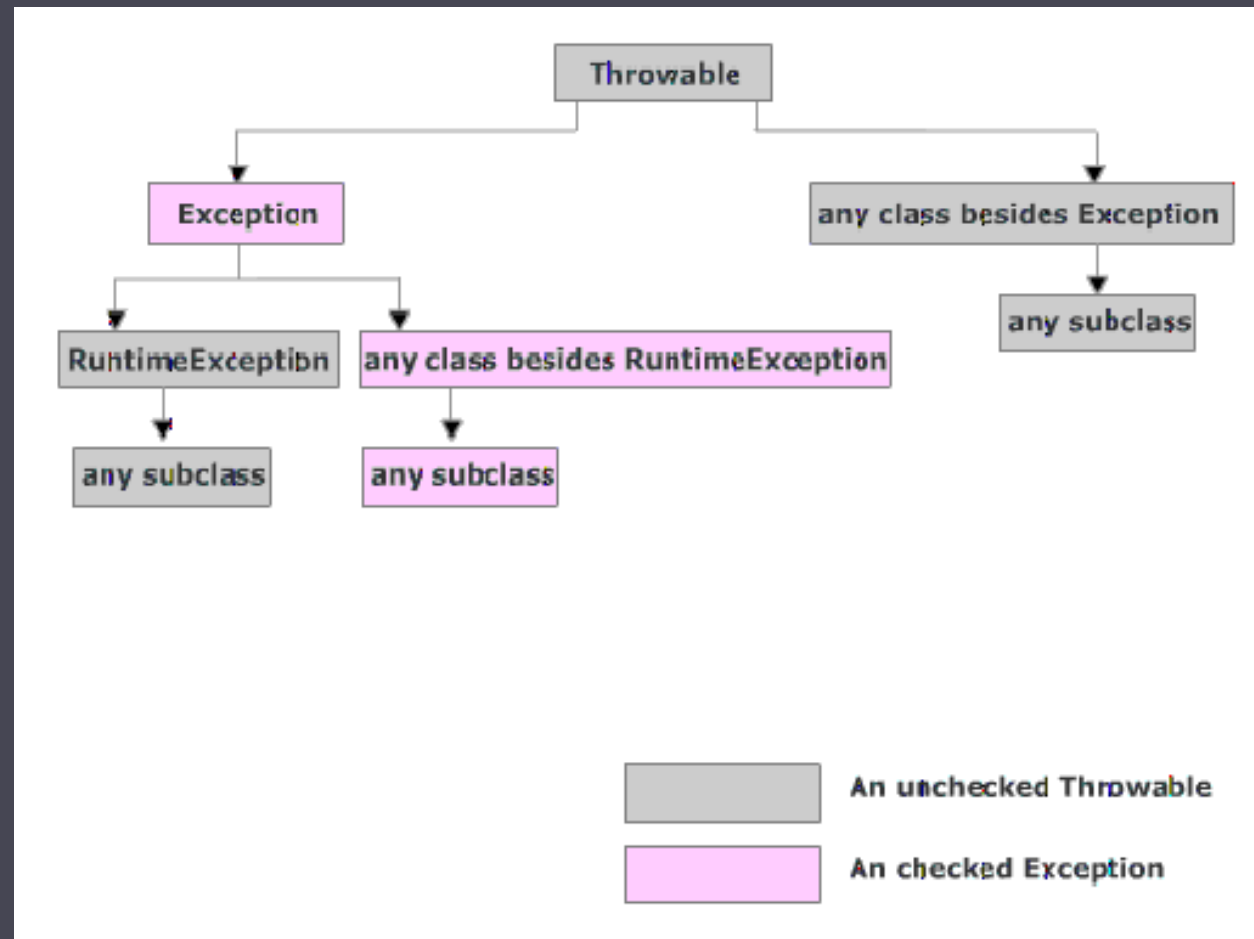 Throwable
Exception
any class besides Exception
any subclass
RuntimeException
any class besides RuntimeException
any subclass
any subclass
An unchecked Throwable
An checked Exception